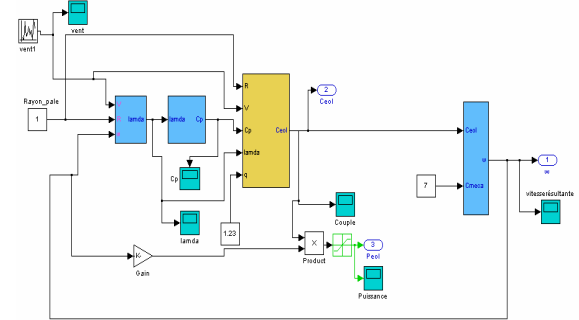 vent
vent1
Rayon_pale
1
lamda
lamda
Cp
Cp
lamda
R
V
Cp
lamda
q
Ceol
1.23
2
Ceol
Couple
K-
Gain
X
Product
3
Peol
Puissance
7
Ceol
Cmeca
w
1
vitesserésultante